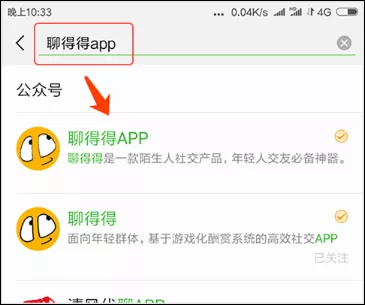 晚上10:33
... 0.04K/s 4G
聊得得app
公众号
聊得得APP
聊得得是一款陌生人社交产品，年轻人交友必备神器。
聊得得
面向年轻群体，基于游戏化酬赏系统的高效社交APP
已关注
聊APP